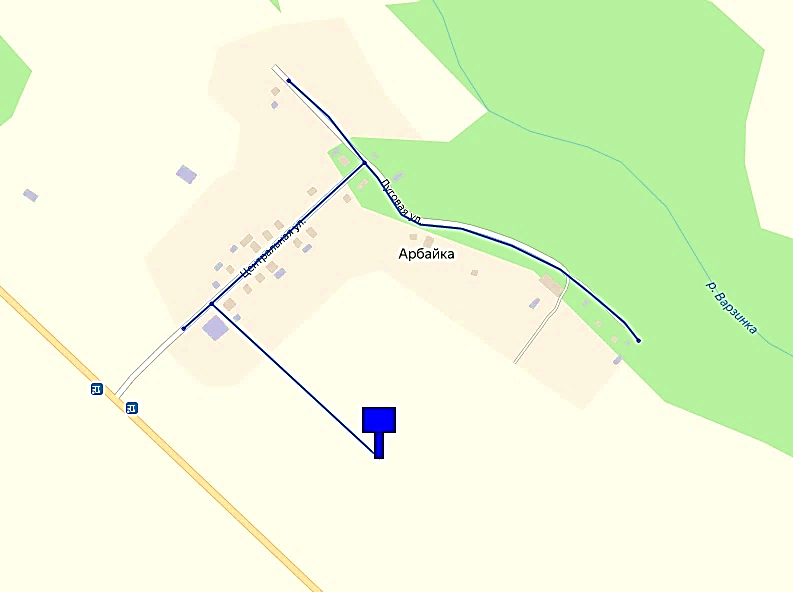 Луговая ул.
Центральная ул.
Арбайка
р. Варзинка